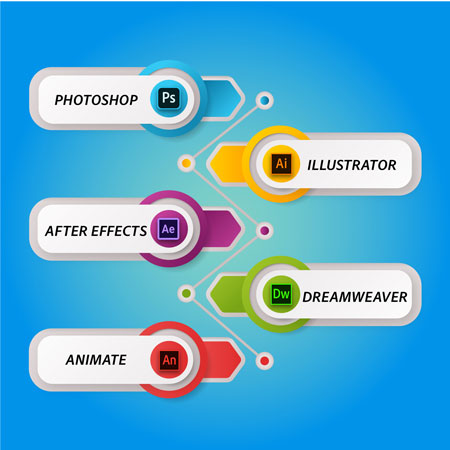 PHOTOSHOP Ps
Ai ILLUSTRATOR
AFTER EFFECTS Ae
Dw DREAMWEAVER
ANIMATE An